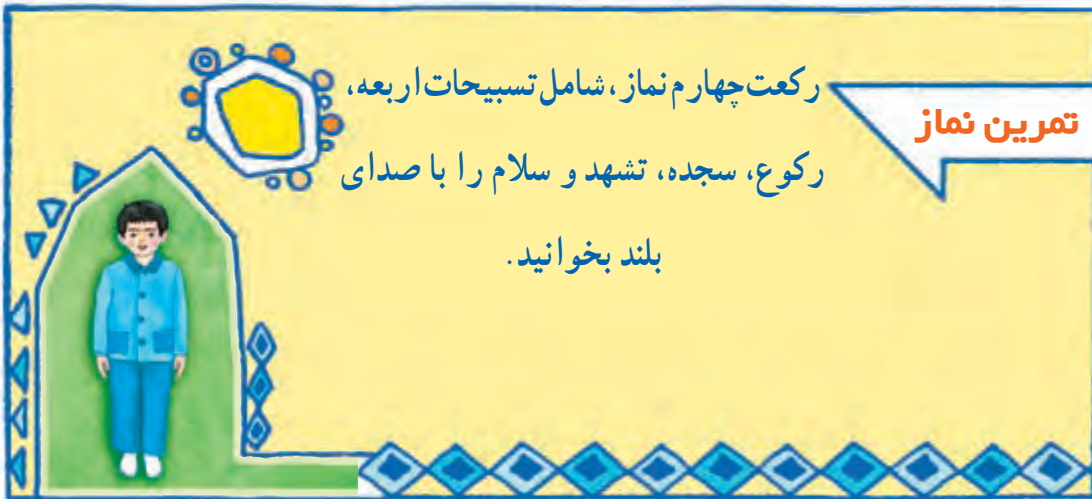 تمرین نماز
رکعت چهارم نماز، شامل تسبیحات اربعه،
رکوع، سجده، تشهد و سلام را با صدای
بلند بخوانید.